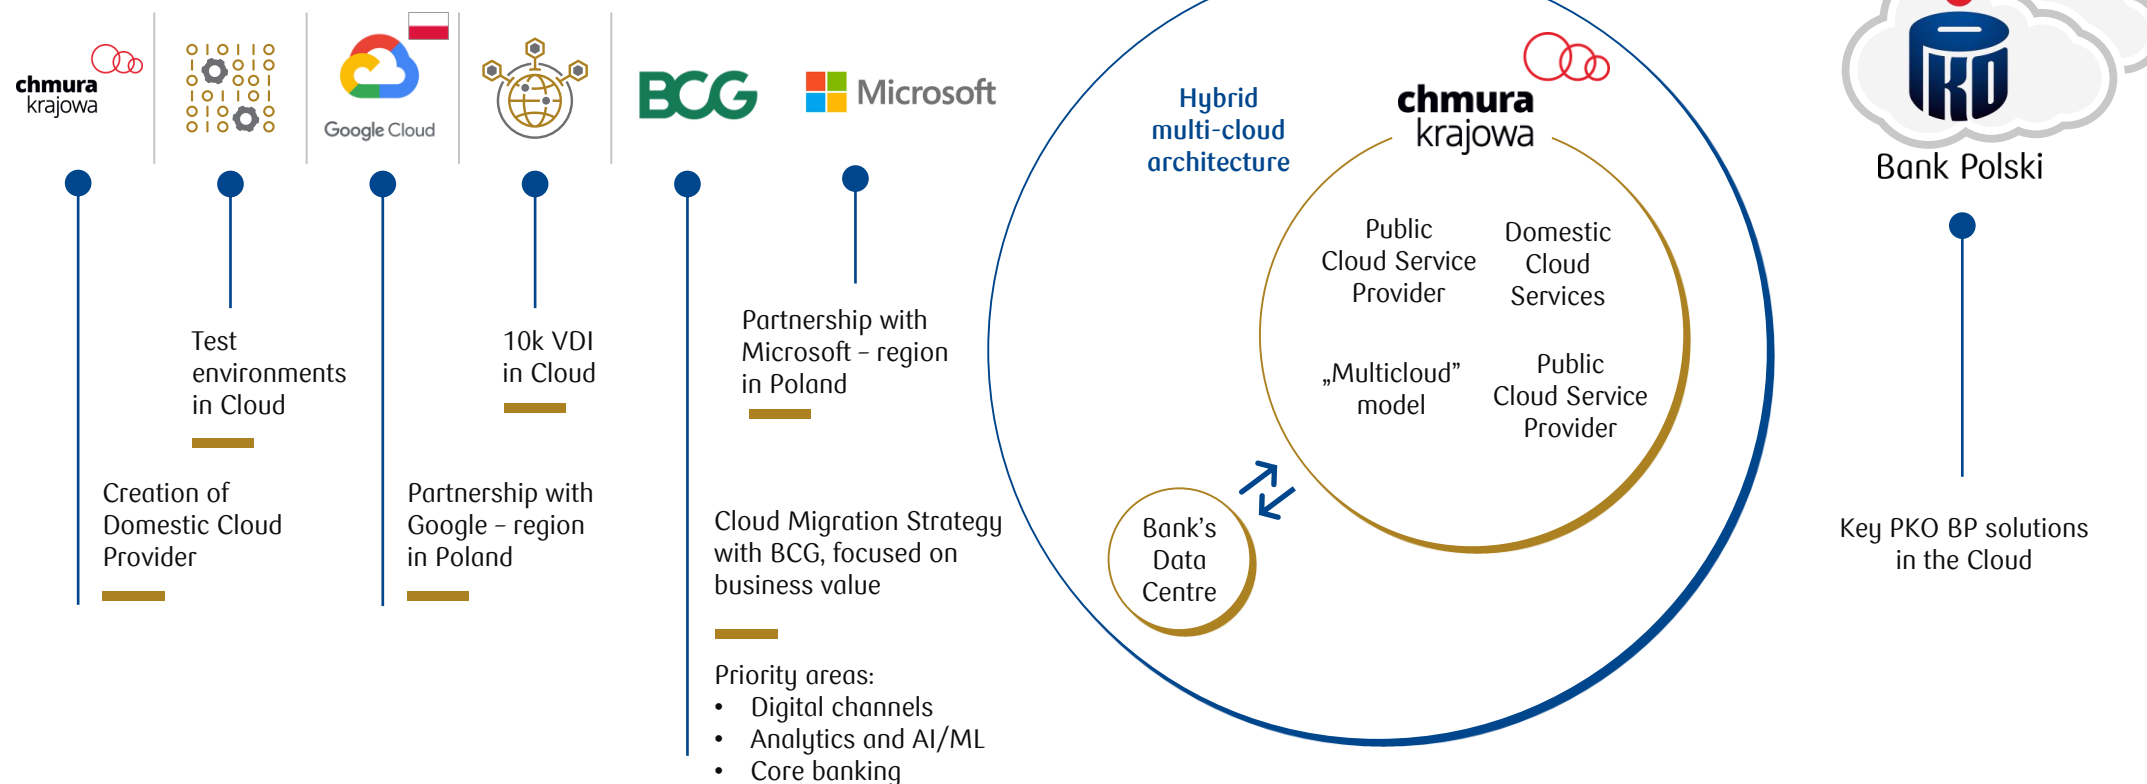 chmura
krajowa
Google Cloud
BCG
Microsoft
Test
environments
in Cloud
10k VDI
in Cloud
Partnership with
Microsoft – region
in Poland
Creation of
Domestic Cloud
Provider
Partnership with
Google – region
in Poland
Cloud Migration Strategy
with BCG, focused on
business value
Priority areas:
• Digital channels
• Analytics and AI/ML
• Core banking
Hybrid
multi-cloud
architecture
chmura
krajowa
Public
Cloud Service
Provider
Domestic
Cloud
Services
„Multicloud”
model
Public
Cloud Service
Provider
Bank’s
Data
Centre
PKO
Bank Polski
Key PKO BP solutions
in the Cloud